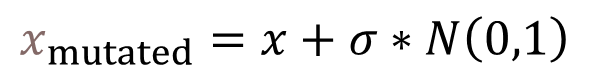 x_mutated = x + σ * N(0,1)